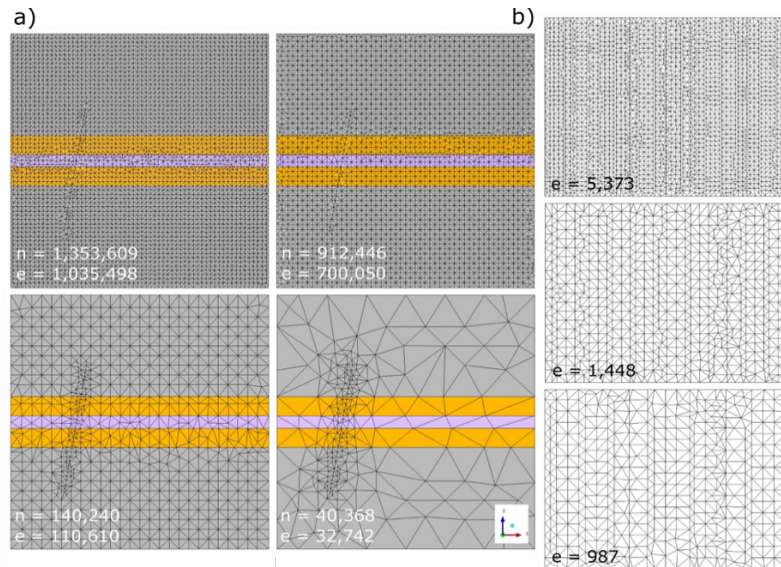 a)
b)
n = 1,353,609
e = 1,035,498
n = 912,446
e = 700,050
n = 140,240
e = 110,610
n = 40,368
e = 32,742
e = 5,373
e = 1,448
e = 987